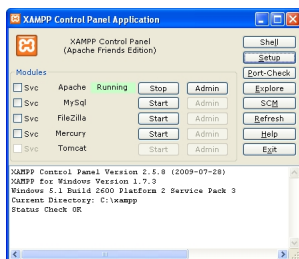 XAMPP Control Panel Application
XAMPP Control Panel
(Apache Friends Edition)
Shell
Setup
Modules
Port-Check
Svc Apache Running Stop Admin Explore
Svc MySql Start Admin SCM
Svc FileZilla Start Admin Refresh
Svc Mercury Start Admin Help
Svc Tomcat Start Admin Exit
XAMPP Control Panel Version 2.5.8 (2009-07-28)
XAMPP for Windows Version 1.7.3
Windows 5.1 Build 2600 Platform 2 Service Pack 3
Current Directory: C:\xampp
Status Check OK